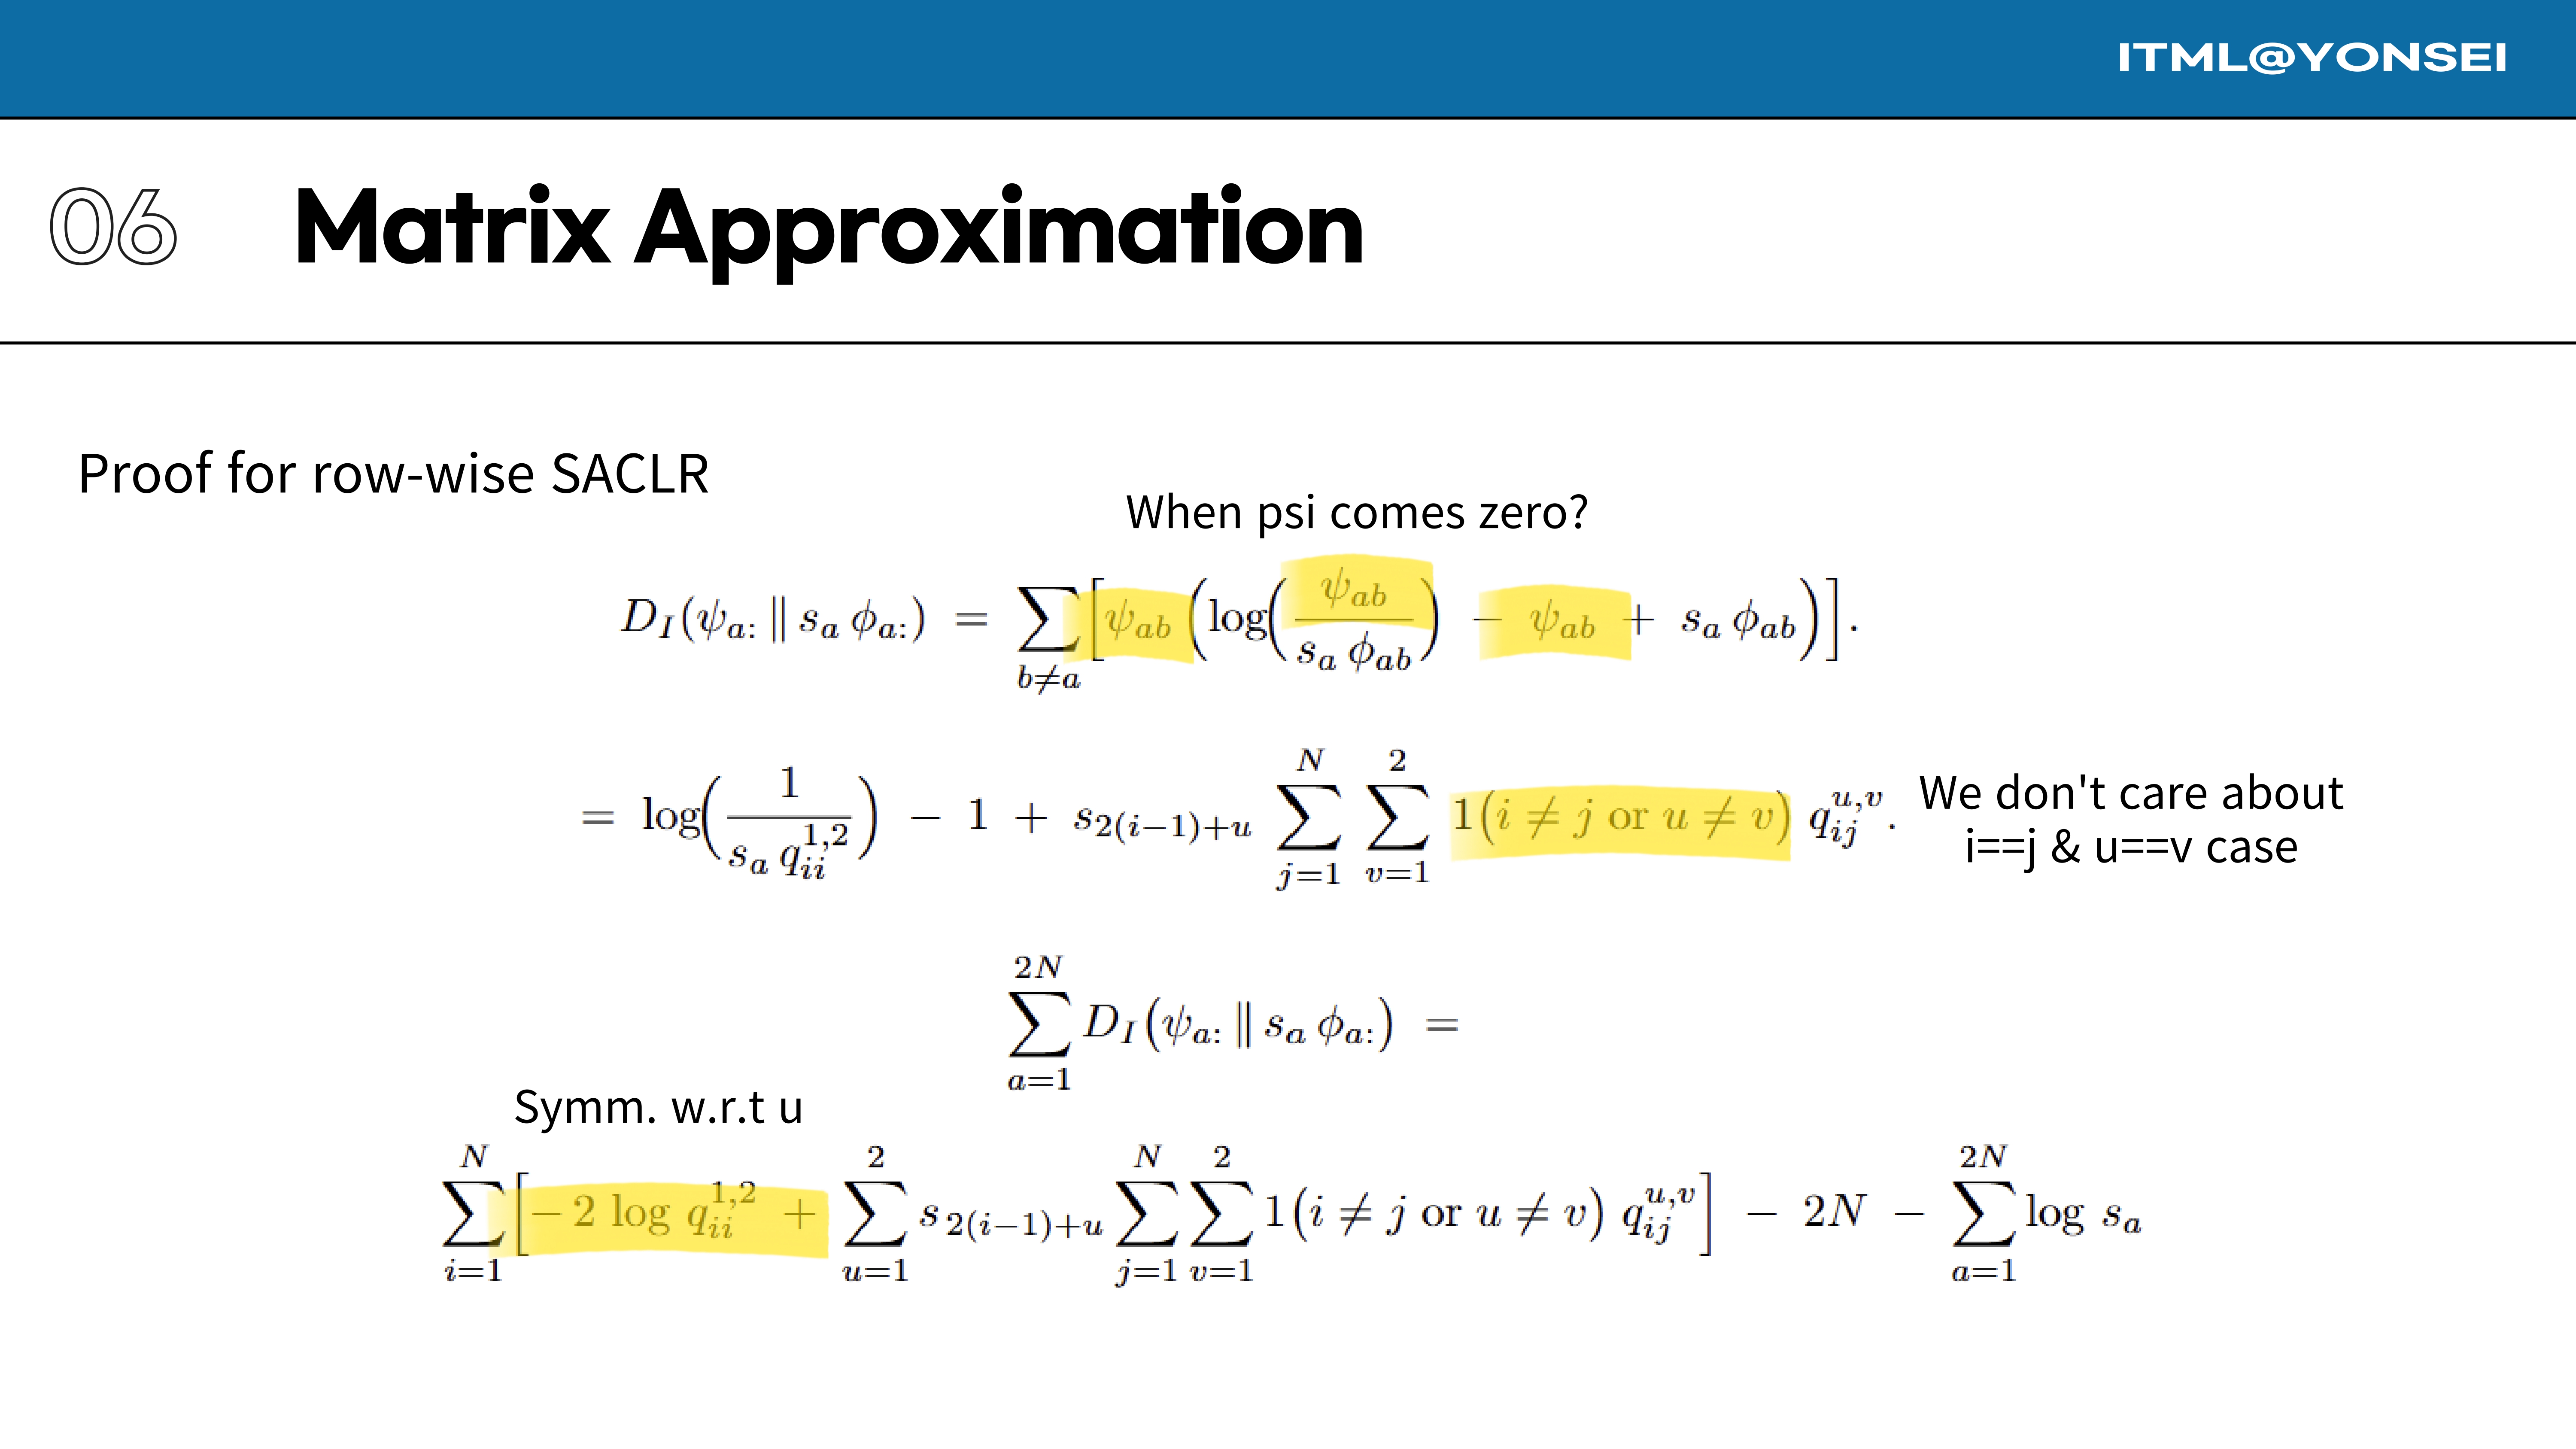 ITML@YONSEI
06 Matrix Approximation
Proof for row-wise SACLR
When psi comes zero?
$D_I(\psi_{a:} \,\|\, s_a \phi_{a:}) = \sum_{b \neq a} \left[ \psi_{ab} \left( \log\left( \frac{\psi_{ab}}{s_a \phi_{ab}} \right) - \psi_{ab} + s_a \phi_{ab} \right) \right].$
$= \log\left( \frac{1}{s_a q_{ii}^{1,2}} \right) - 1 + s_{2(i-1)+u} \sum_{j=1}^{N} \sum_{v=1}^{2} 1(i \neq j \text{ or } u \neq v) \, q_{ij}^{u,v}.$
We don't care about
i==j & u==v case
$\sum_{a=1}^{2N} D_I(\psi_{a:} \,\|\, s_a \phi_{a:}) =$
Symm. w.r.t u
$\sum_{i=1}^{N} \left[ -2 \log q_{ii}^{1,2} + \sum_{u=1}^{2} s_{2(i-1)+u} \sum_{j=1}^{N} \sum_{v=1}^{2} 1(i \neq j \text{ or } u \neq v) \, q_{ij}^{u,v} \right] - 2N - \sum_{a=1}^{2N} \log s_a$